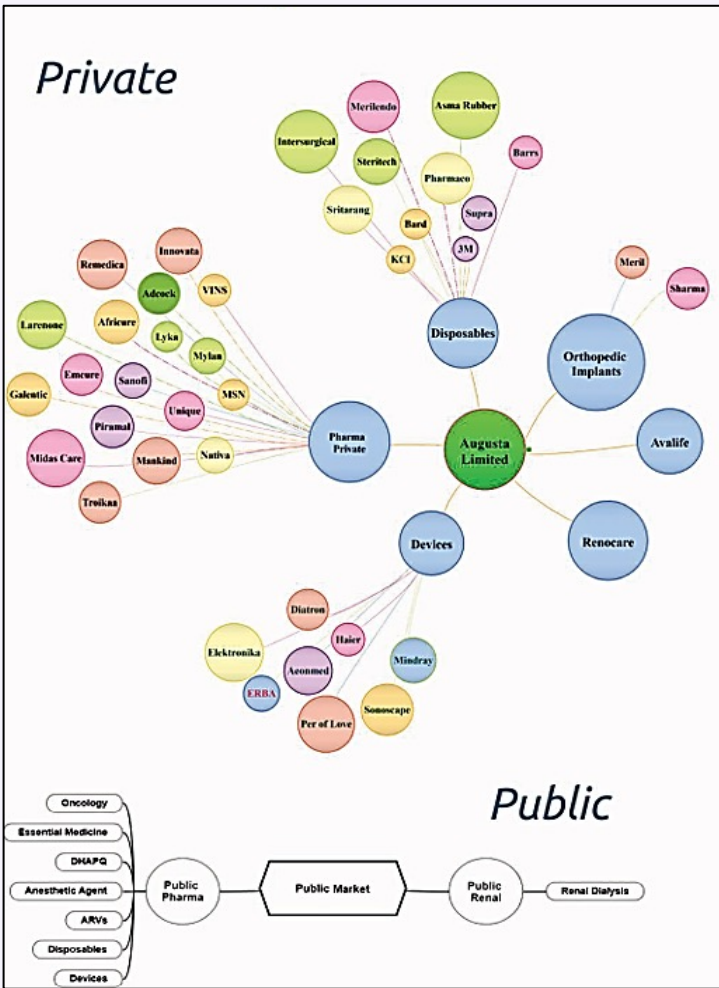 Private
Merilendo
Asma Rubber
Intersurgical
Steritech
Barrs
Pharmaco
Sritarang
Supra
Bard
3M
KCI
Disposables
Innovata
Remedica
VINS
Adcock
Africure
Larenone
Lyka
Mylan
Emcure
Sanofi
MSN
Galentic
Unique
Piramal
Midas Care
Mankind
Nativa
Troikaa
Pharma
Private
Meril
Sharma
Orthopedic
Implants
Augusta
Limited
Avalife
Renocare
Devices
Diatron
Haier
Elektronika
Aeonmed
Mindray
ERBA
Per of Love
Sonoscape
Public
Oncology
Essential Medicine
DHAPQ
Anesthetic Agent
ARVs
Disposables
Devices
Public
Pharma
Public Market
Public
Renal
Renal Dialysis